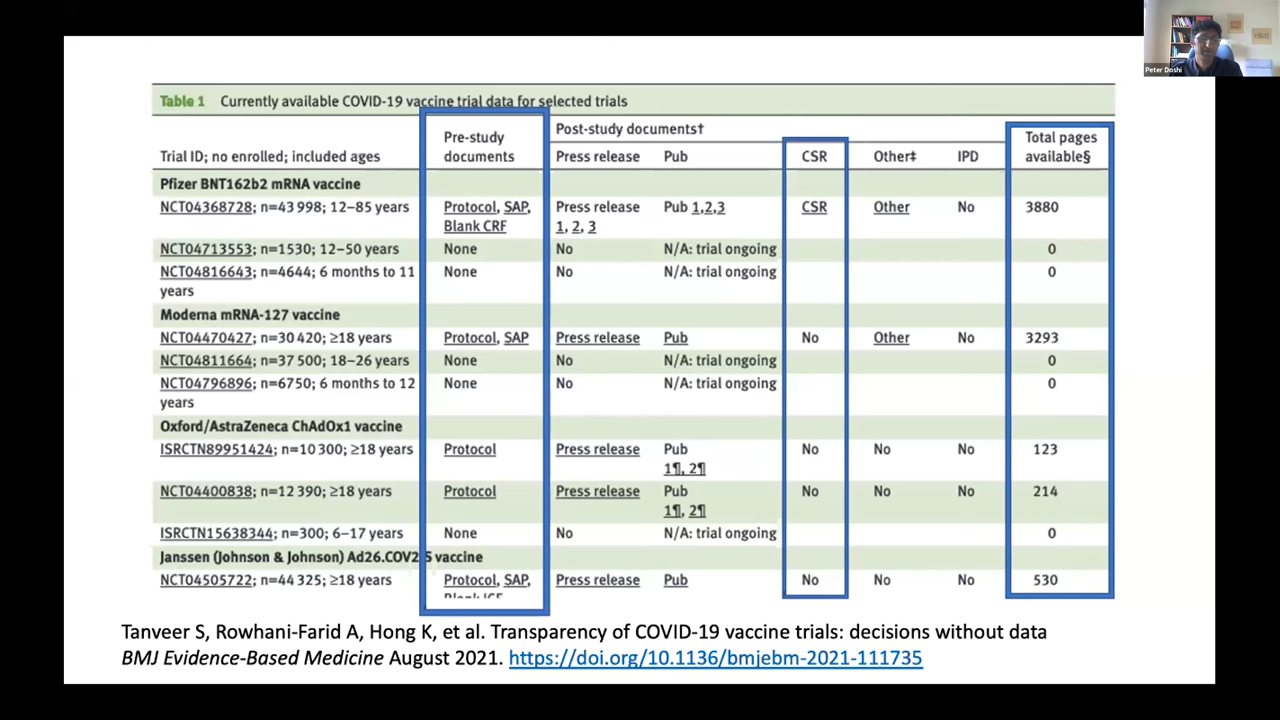 Peter Doshi
Table 1 Currently available COVID-19 vaccine trial data for selected trials
Pre-study documents Post-study documents† Total pages available§
Trial ID; no enrolled; included ages Press release Pub CSR Other‡ IPD
Pfizer BNT162b2 mRNA vaccine
NCT04368728; n=43 998; 12–85 years Protocol, SAP, Press release Pub 1,2,3 CSR Other No 3880
Blank CRF 1, 2, 3
NCT04713553; n=1530; 12–50 years None No N/A: trial ongoing 0
NCT04816643; n=4644; 6 months to 11 None No N/A: trial ongoing 0
years
Moderna mRNA-127 vaccine
NCT04470427; n=30 420; ≥18 years Protocol, SAP Press release Pub No Other No 3293
NCT04811664; n=37 500; 18–26 years None No N/A: trial ongoing 0
NCT04796896; n=6750; 6 months to 12 None No N/A: trial ongoing 0
years
Oxford/AstraZeneca ChAdOx1 vaccine
ISRCTN89951424; n=10 300; ≥18 years Protocol Press release Pub No No No 123
1¶, 2¶
NCT04400838; n=12 390; ≥18 years Protocol Press release Pub No No No 214
1¶, 2¶
ISRCTN15638344; n=300; 6–17 years None No N/A: trial ongoing 0
Janssen (Johnson & Johnson) Ad26.COV2 S vaccine
NCT04505722; n=44 325; ≥18 years Protocol, SAP, Press release Pub No No No 530
Tanveer S, Rowhani-Farid A, Hong K, et al. Transparency of COVID-19 vaccine trials: decisions without data
BMJ Evidence-Based Medicine August 2021. https://doi.org/10.1136/bmjebm-2021-111735